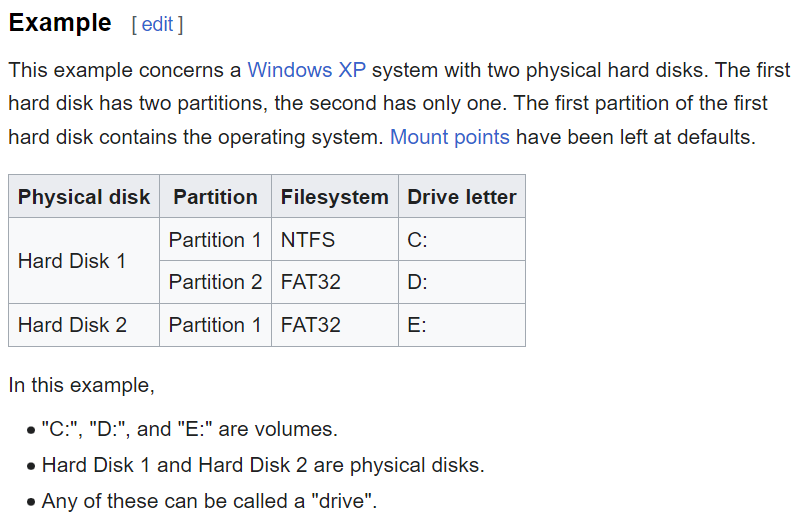 Example [ edit ]
This example concerns a Windows XP system with two physical hard disks. The first
hard disk has two partitions, the second has only one. The first partition of the first
hard disk contains the operating system. Mount points have been left at defaults.
Physical disk Partition Filesystem Drive letter
Hard Disk 1 Partition 1 NTFS C:
Partition 2 FAT32 D:
Hard Disk 2 Partition 1 FAT32 E:
In this example,
• "C:", "D:", and "E:" are volumes.
• Hard Disk 1 and Hard Disk 2 are physical disks.
• Any of these can be called a "drive".